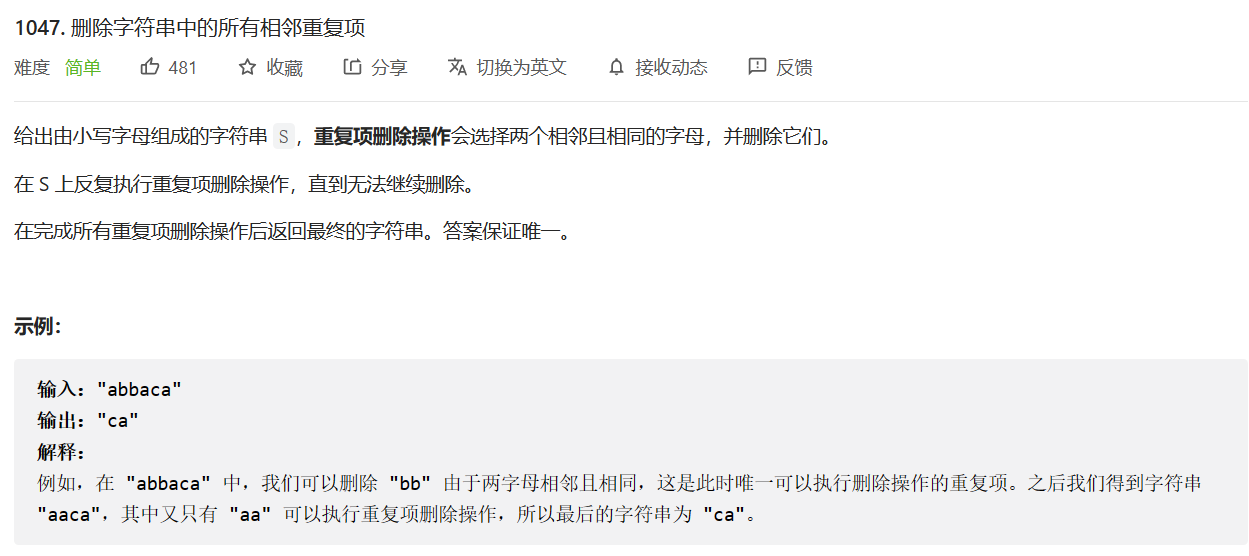 1047. 删除字符串中的所有相邻重复项
难度 简单 481 收藏 分享 切换为英文 接收动态 反馈
给出由小写字母组成的字符串 S，重复项删除操作会选择两个相邻且相同的字母，并删除它们。
在 S 上反复执行重复项删除操作，直到无法继续删除。
在完成所有重复项删除操作后返回最终的字符串。答案保证唯一。
示例：
输入："abbaca"
输出："ca"
解释：
例如，在 "abbaca" 中，我们可以删除 "bb" 由于两字母相邻且相同，这是此时唯一可以执行删除操作的重复项。之后我们得到字符串
"aaca"，其中又只有 "aa" 可以执行重复项删除操作，所以最后的字符串为 "ca"。